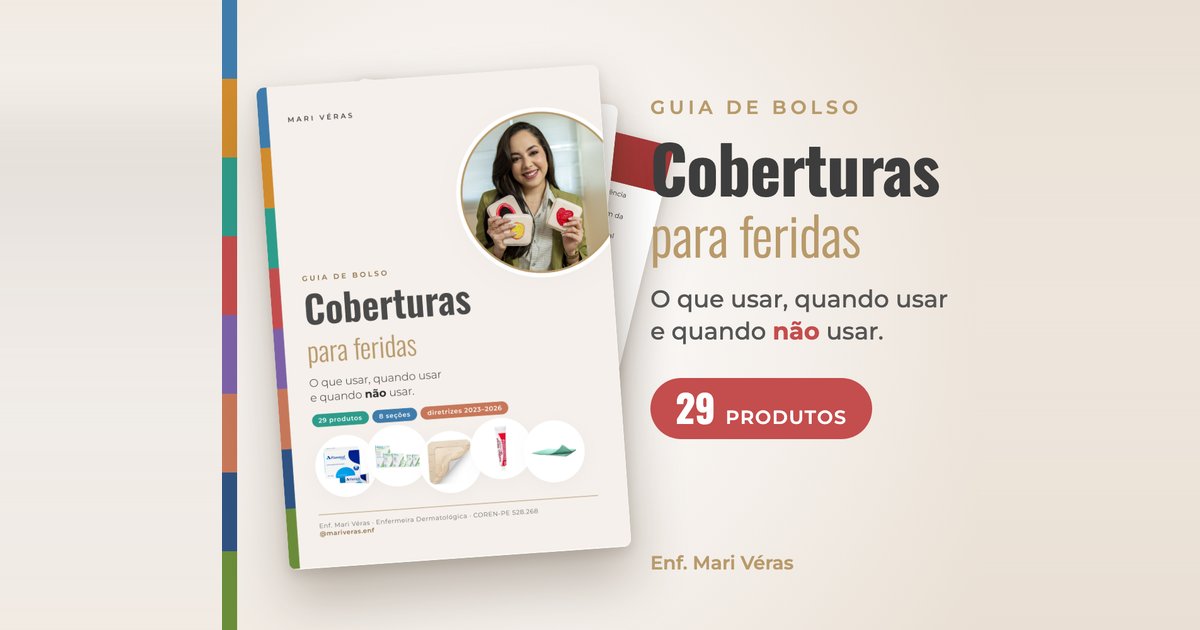 MARI VÉRAS
GUIA DE BOLSO
Coberturas
para feridas
O que usar, quando usar
e quando não usar.
29 produtos
8 seções
diretrizes 2023–2026
Enf. Mari Véras · Enfermeira Dermatológica · COREN-PE 528.268
@mariveras.enf
GUIA DE BOLSO
Coberturas
para feridas
O que usar, quando usar
e quando não usar.
29 PRODUTOS
Enf. Mari Véras